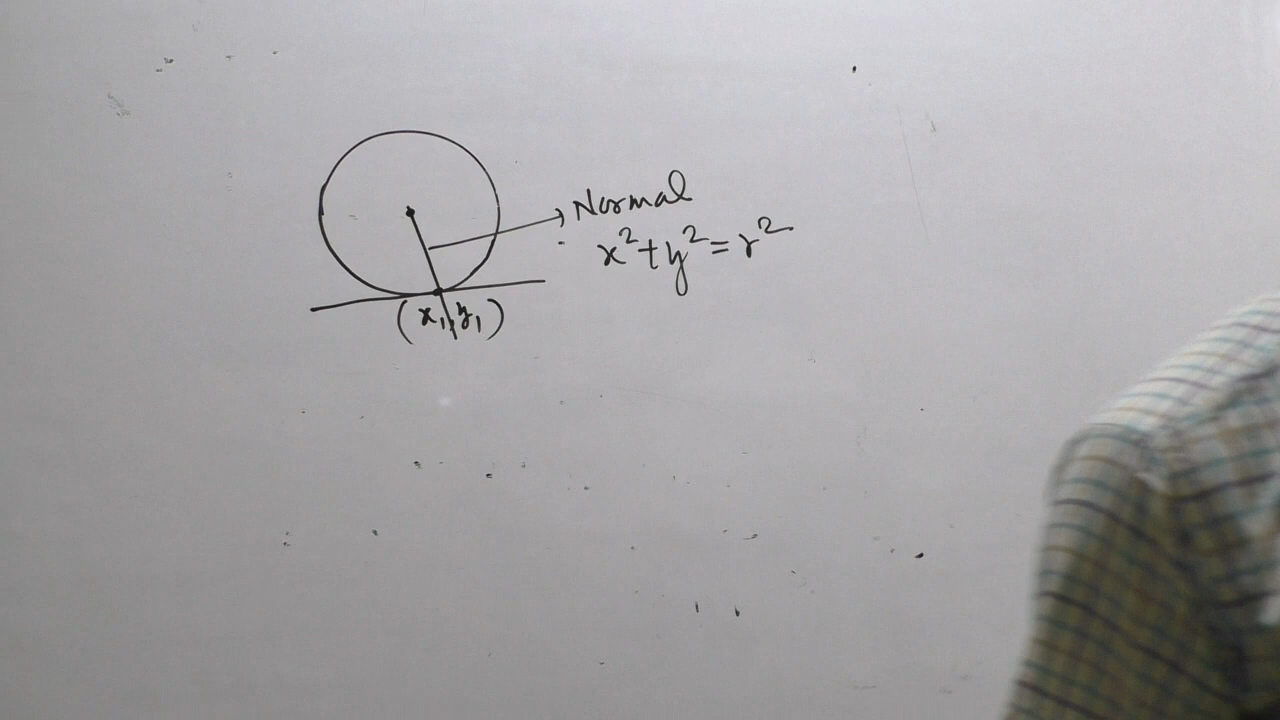 Normal
x²+y²=r²
(x₁,y₁)